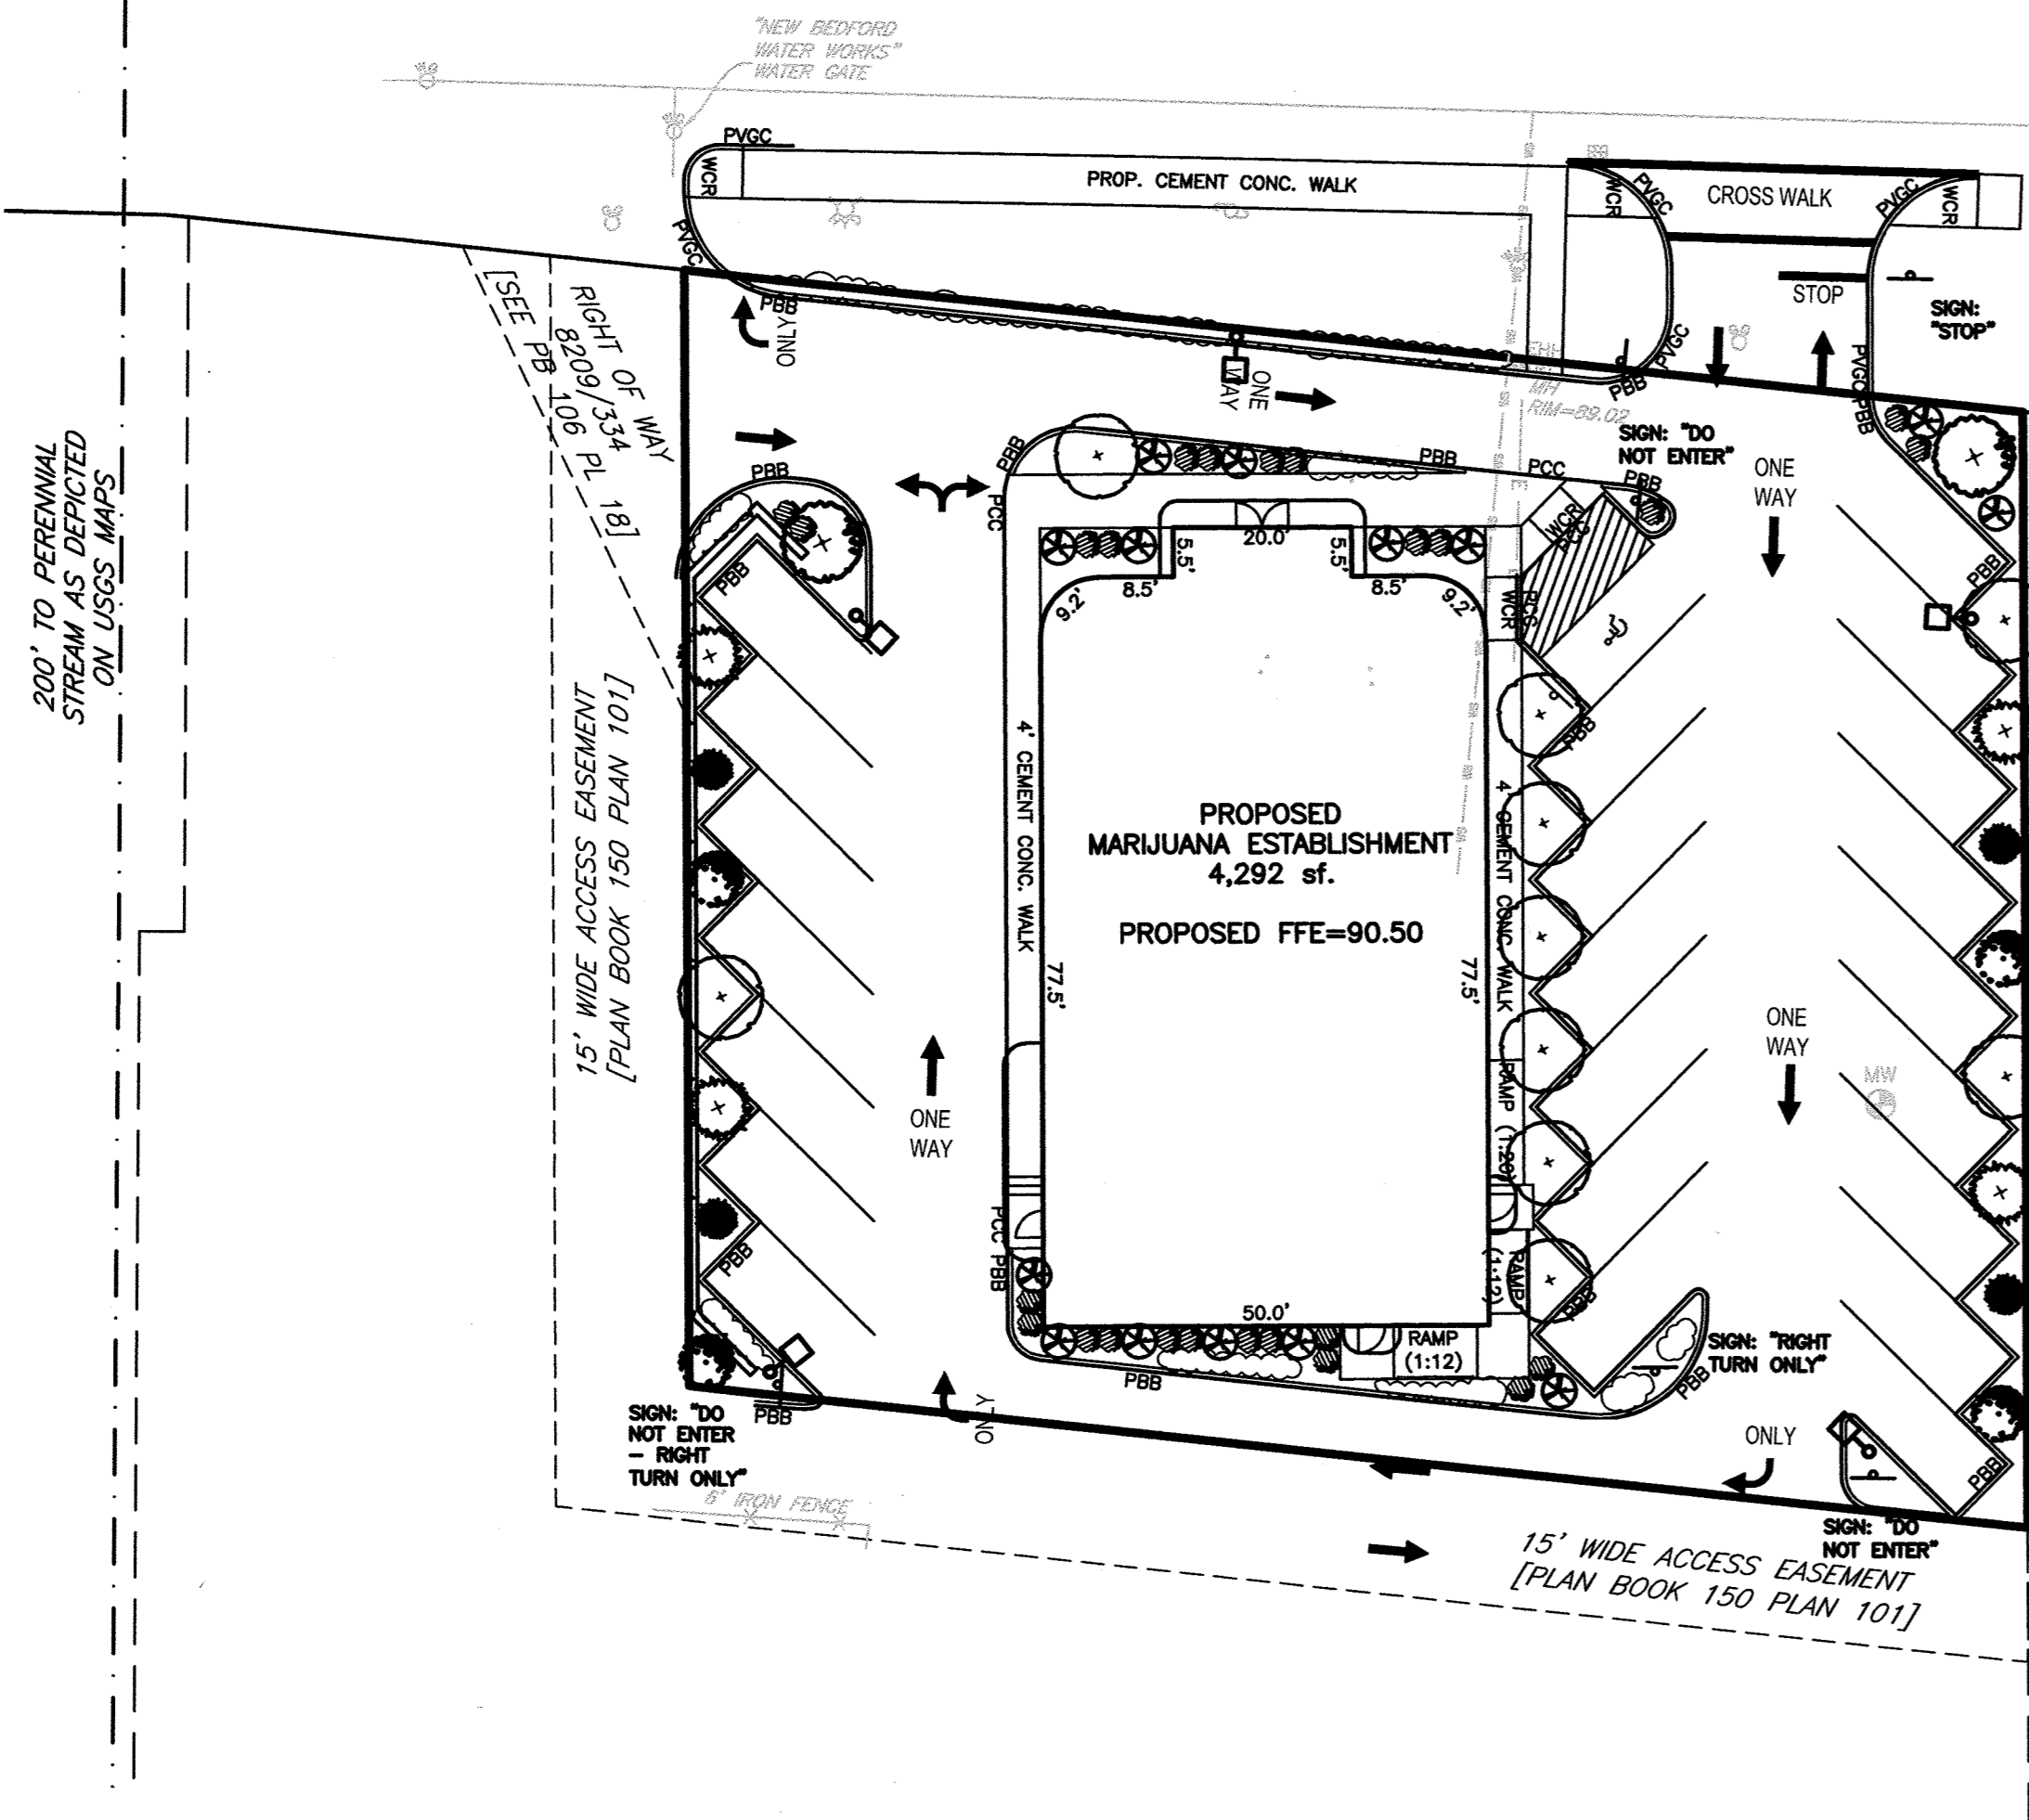 "NEW BEDFORD
WATER WORKS"
WATER GATE
PVGC
WCR
PVGC
PROP. CEMENT CONC. WALK
WCR
PVGC
CROSS WALK
PVGC
WCR
STOP
SIGN:
"STOP"
PVGC
PVGC
PBB
PBB
PBB
ONLY
ONE
WAY
MH
RIM=89.02
RIGHT OF WAY
8209/334
[SEE PB 106 PL 18]
200' TO PERENNIAL
STREAM AS DEPICTED
ON USGS MAPS
SIGN: "DO
NOT ENTER"
ONE
WAY
PBB
PBB
PCC
PBB
PCC
PBB
WCR
PCC
WCR
PCC
PBB
PBB
20.0'
5.5'
5.5'
8.5'
8.5'
9.2'
9.2'
PBB
15' WIDE ACCESS EASEMENT
[PLAN BOOK 150 PLAN 101]
4' CEMENT CONC. WALK
PROPOSED
MARIJUANA ESTABLISHMENT
4,292 sf.
PROPOSED FFE=90.50
4' CEMENT CONC. WALK
77.5'
77.5'
ONE
WAY
ONE
WAY
MW
RAMP (1:20)
PCC
PBB
PBB
RAMP
(1:12)
PBB
50.0'
RAMP
(1:12)
PBB
SIGN: "RIGHT
TURN ONLY"
PBB
SIGN: "DO
NOT ENTER
- RIGHT
TURN ONLY"
PBB
ONLY
ONLY
PBB
6' IRON FENCE
SIGN: "DO
NOT ENTER"
15' WIDE ACCESS EASEMENT
[PLAN BOOK 150 PLAN 101]